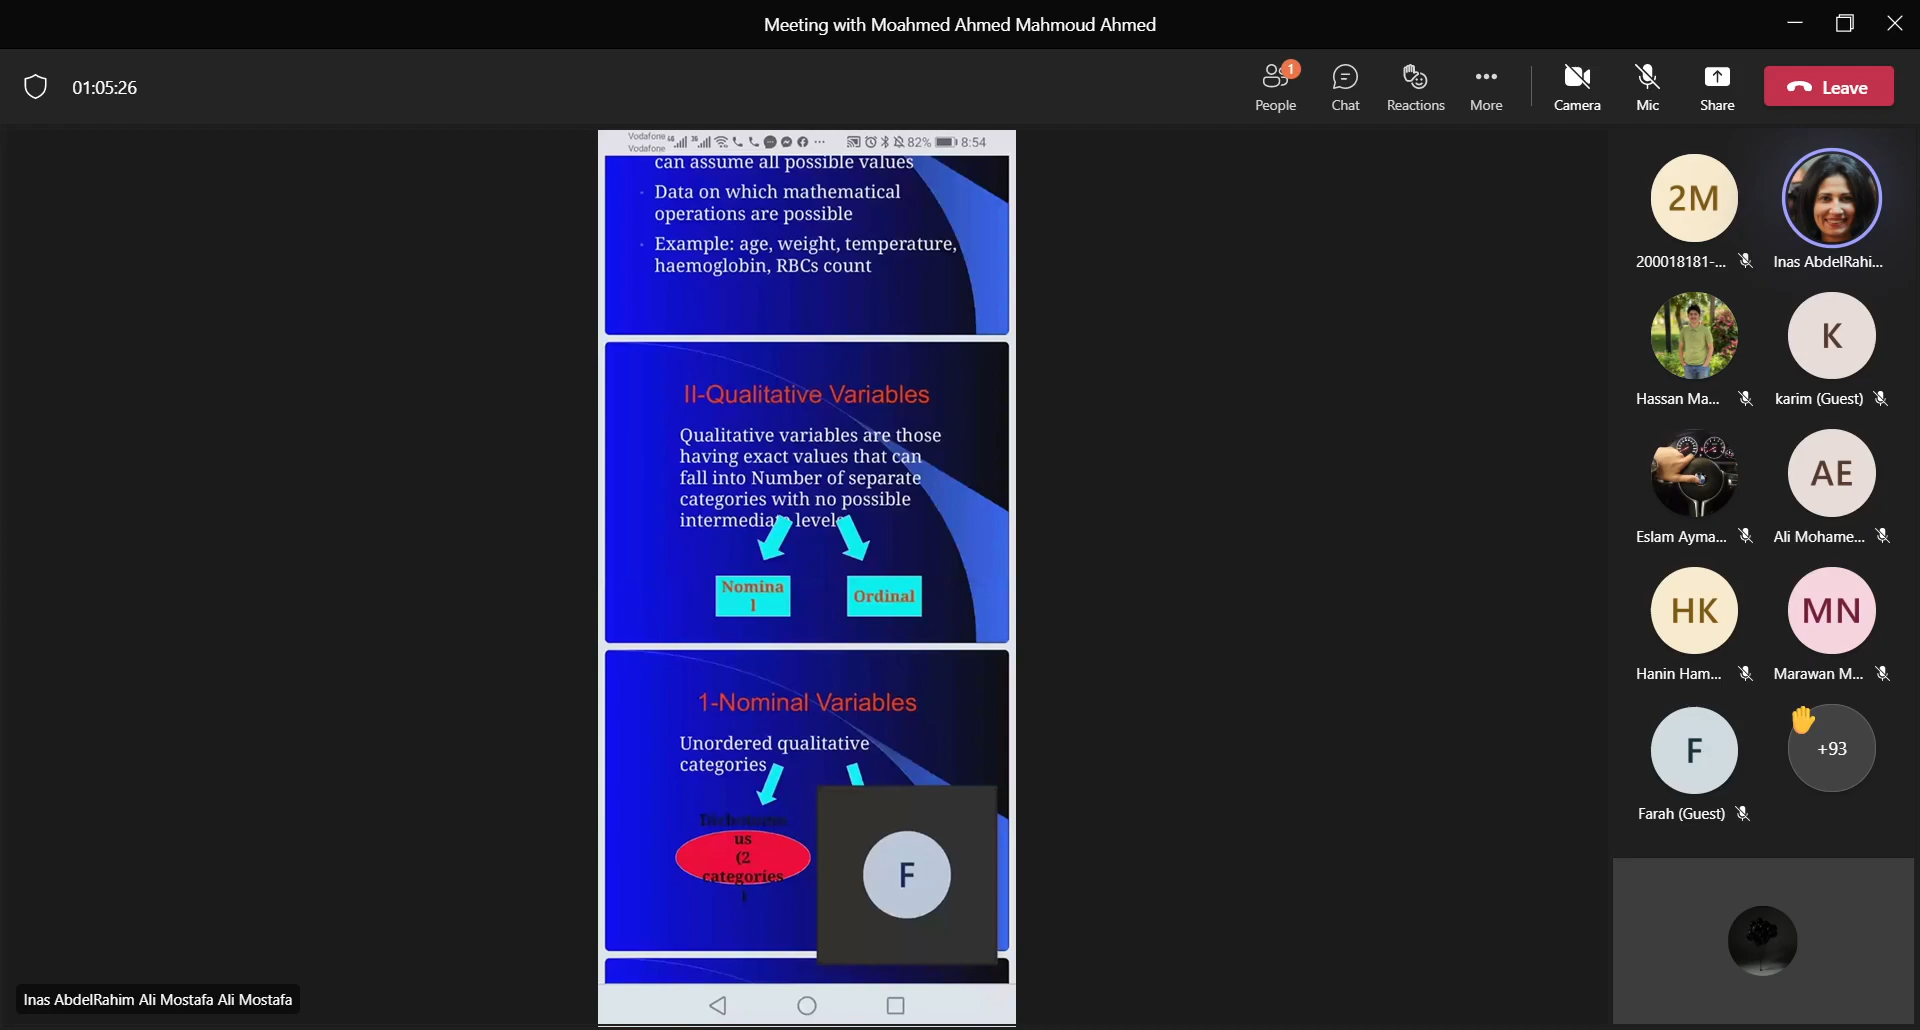 Meeting with Moahmed Ahmed Mahmoud Ahmed
01:05:26
1
People
Chat
Reactions
More
Camera
Mic
Share
Leave
Vodafone
Vodafone
4G
3G
82%
8:54
can assume all possible values
Data on which mathematical
operations are possible
Example: age, weight, temperature,
haemoglobin, RBCs count
II-Qualitative Variables
Qualitative variables are those
having exact values that can
fall into Number of separate
categories with no possible
intermediate levels
Nomina
l
Ordinal
1-Nominal Variables
Unordered qualitative
categories
us
(2
categories
)
F
2M
200018181-...
Inas AbdelRahi...
Hassan Ma...
K
karim (Guest)
Eslam Ayma...
AE
Ali Mohame...
HK
Hanin Ham...
MN
Marawan M...
F
Farah (Guest)
+93
Inas AbdelRahim Ali Mostafa Ali Mostafa